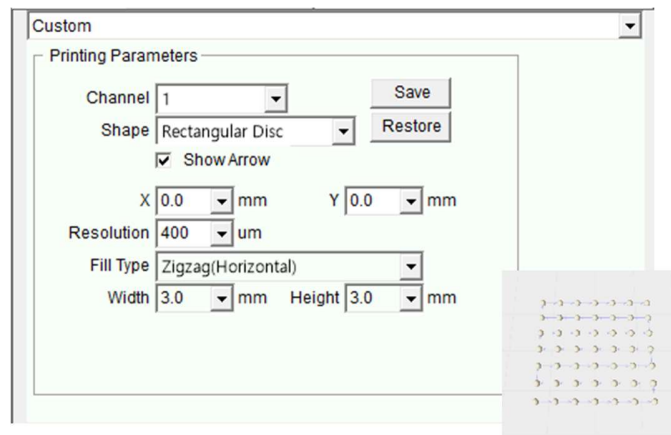 Custom
Printing Parameters
Channel 1 Save
Shape Rectangular Disc Restore
Show Arrow
X 0.0 mm Y 0.0 mm
Resolution 400 um
Fill Type Zigzag(Horizontal)
Width 3.0 mm Height 3.0 mm